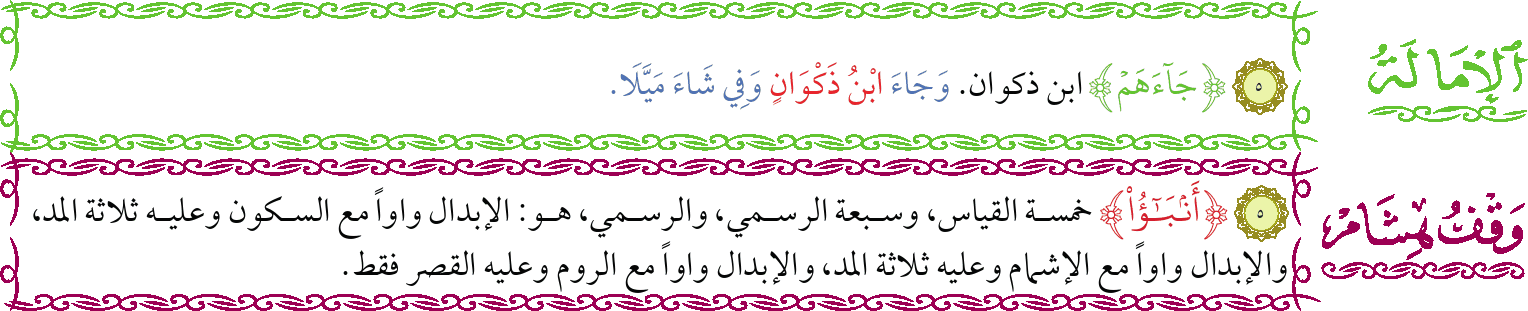 ٱلْإِمَالَةُ
٥ ﴿جَآءَهَمْ﴾ ابن ذكوان. وَجَاءَ ابْنُ ذَكْوَانٍ وَفِي شَاءَ مَيَّلَا.
وَقْفُ هِشَامْ
٥ ﴿أَنۢبَـٰٓؤُاْ﴾ خمسة القياس، وسبعة الرسمي، والرسمي، هو: الإبدال واواً مع السكون وعليه ثلاثة المد،
والإبدال واواً مع الإشمام وعليه ثلاثة المد، والإبدال واواً مع الروم وعليه القصر فقط.